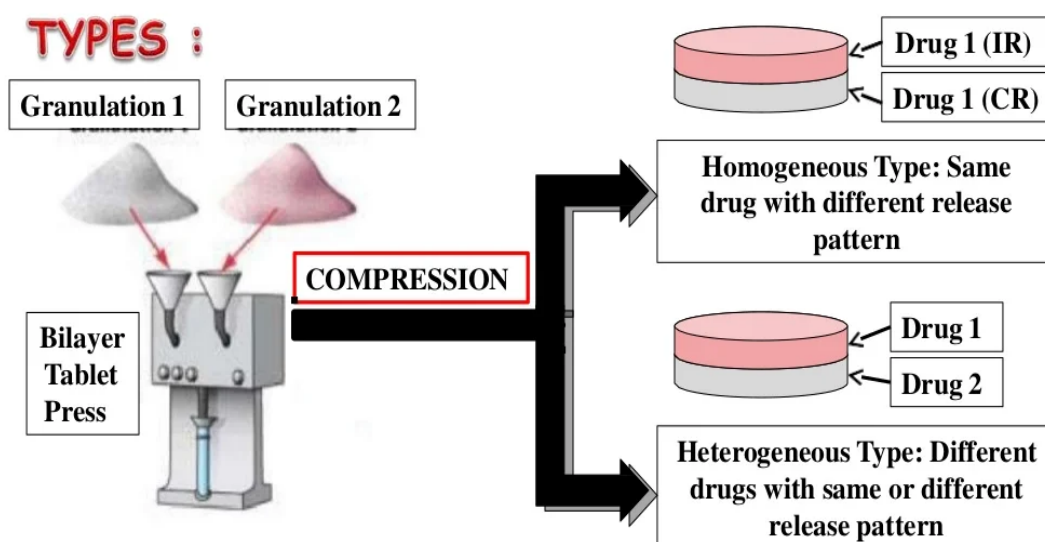 TYPES :
Granulation 1
Granulation 2
Bilayer
Tablet
Press
COMPRESSION
Drug 1 (IR)
Drug 1 (CR)
Homogeneous Type: Same
drug with different release
pattern
Drug 1
Drug 2
Heterogeneous Type: Different
drugs with same or different
release pattern